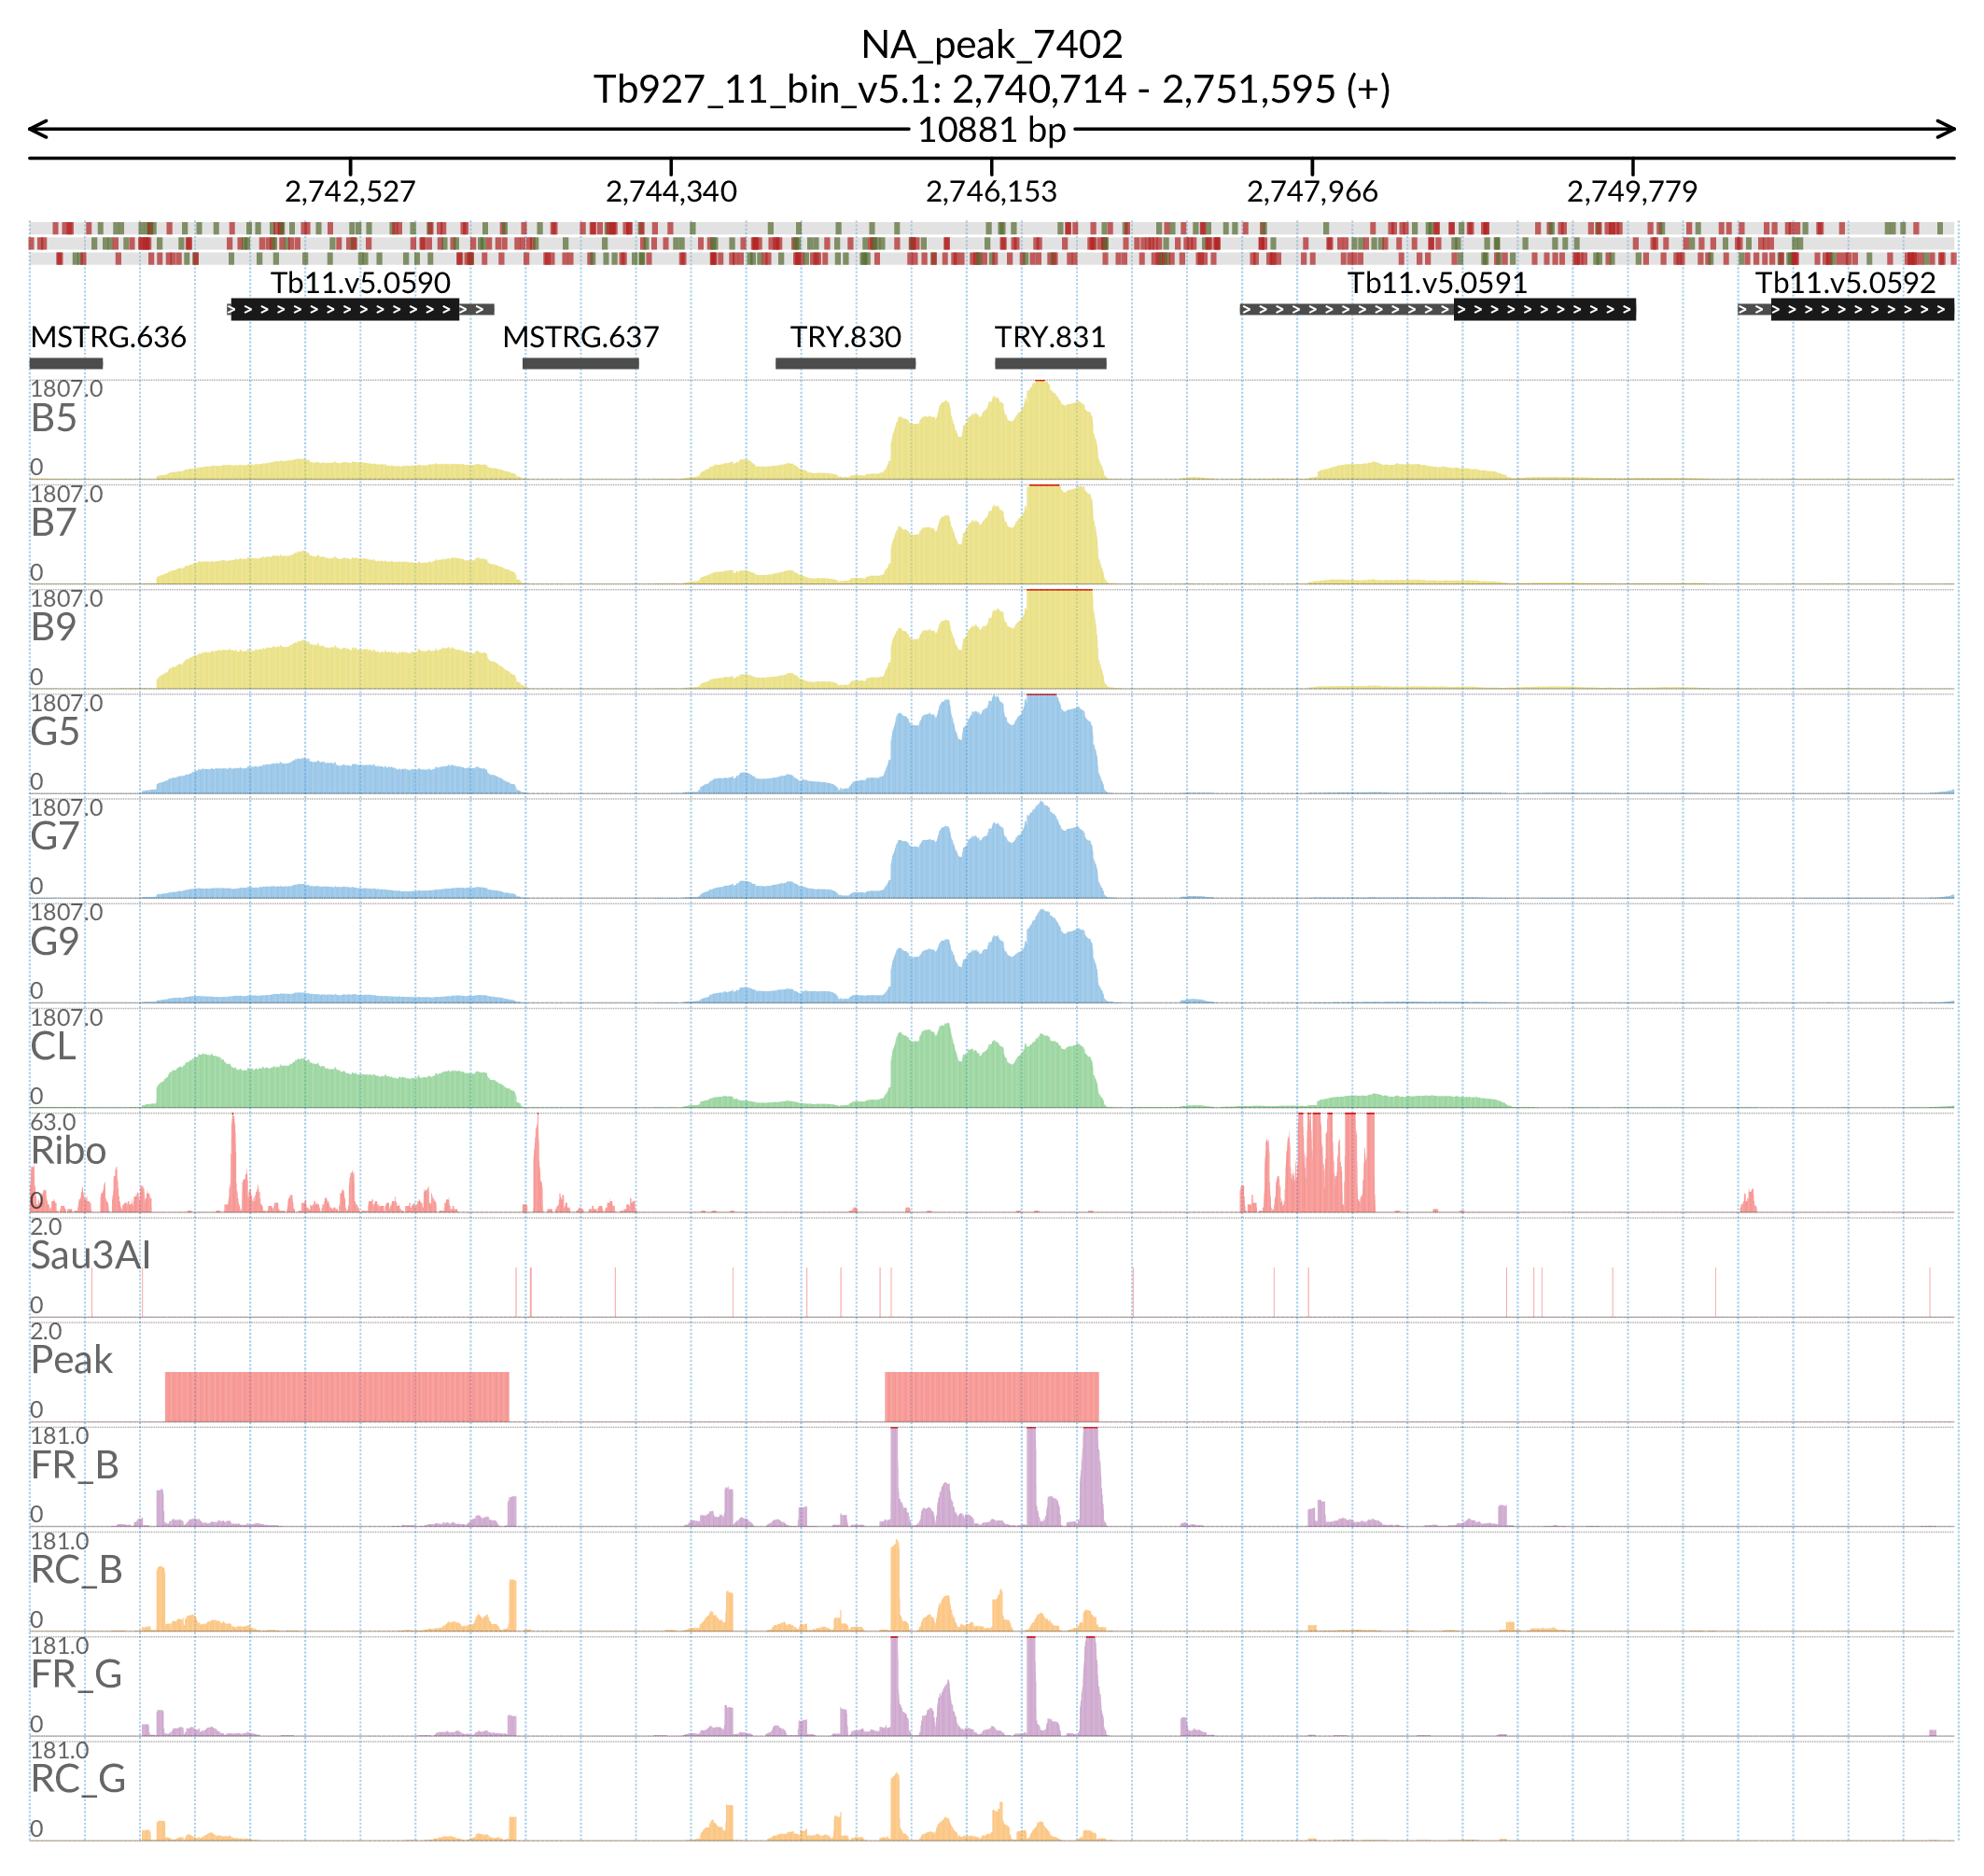 NA_peak_7402
Tb927_11_bin_v5.1: 2,740,714 - 2,751,595 (+)
10881 bp
2,742,527 2,744,340 2,746,153 2,747,966 2,749,779
Tb11.v5.0590 Tb11.v5.0591 Tb11.v5.0592
MSTRG.636 MSTRG.637 TRY.830 TRY.831
1807.0
B5
0
1807.0
B7
0
1807.0
B9
0
1807.0
G5
0
1807.0
G7
0
1807.0
G9
0
1807.0
CL
0
63.0
Ribo
0
2.0
Sau3AI
0
2.0
Peak
0
181.0
FR_B
0
181.0
RC_B
0
181.0
FR_G
0
181.0
RC_G
0